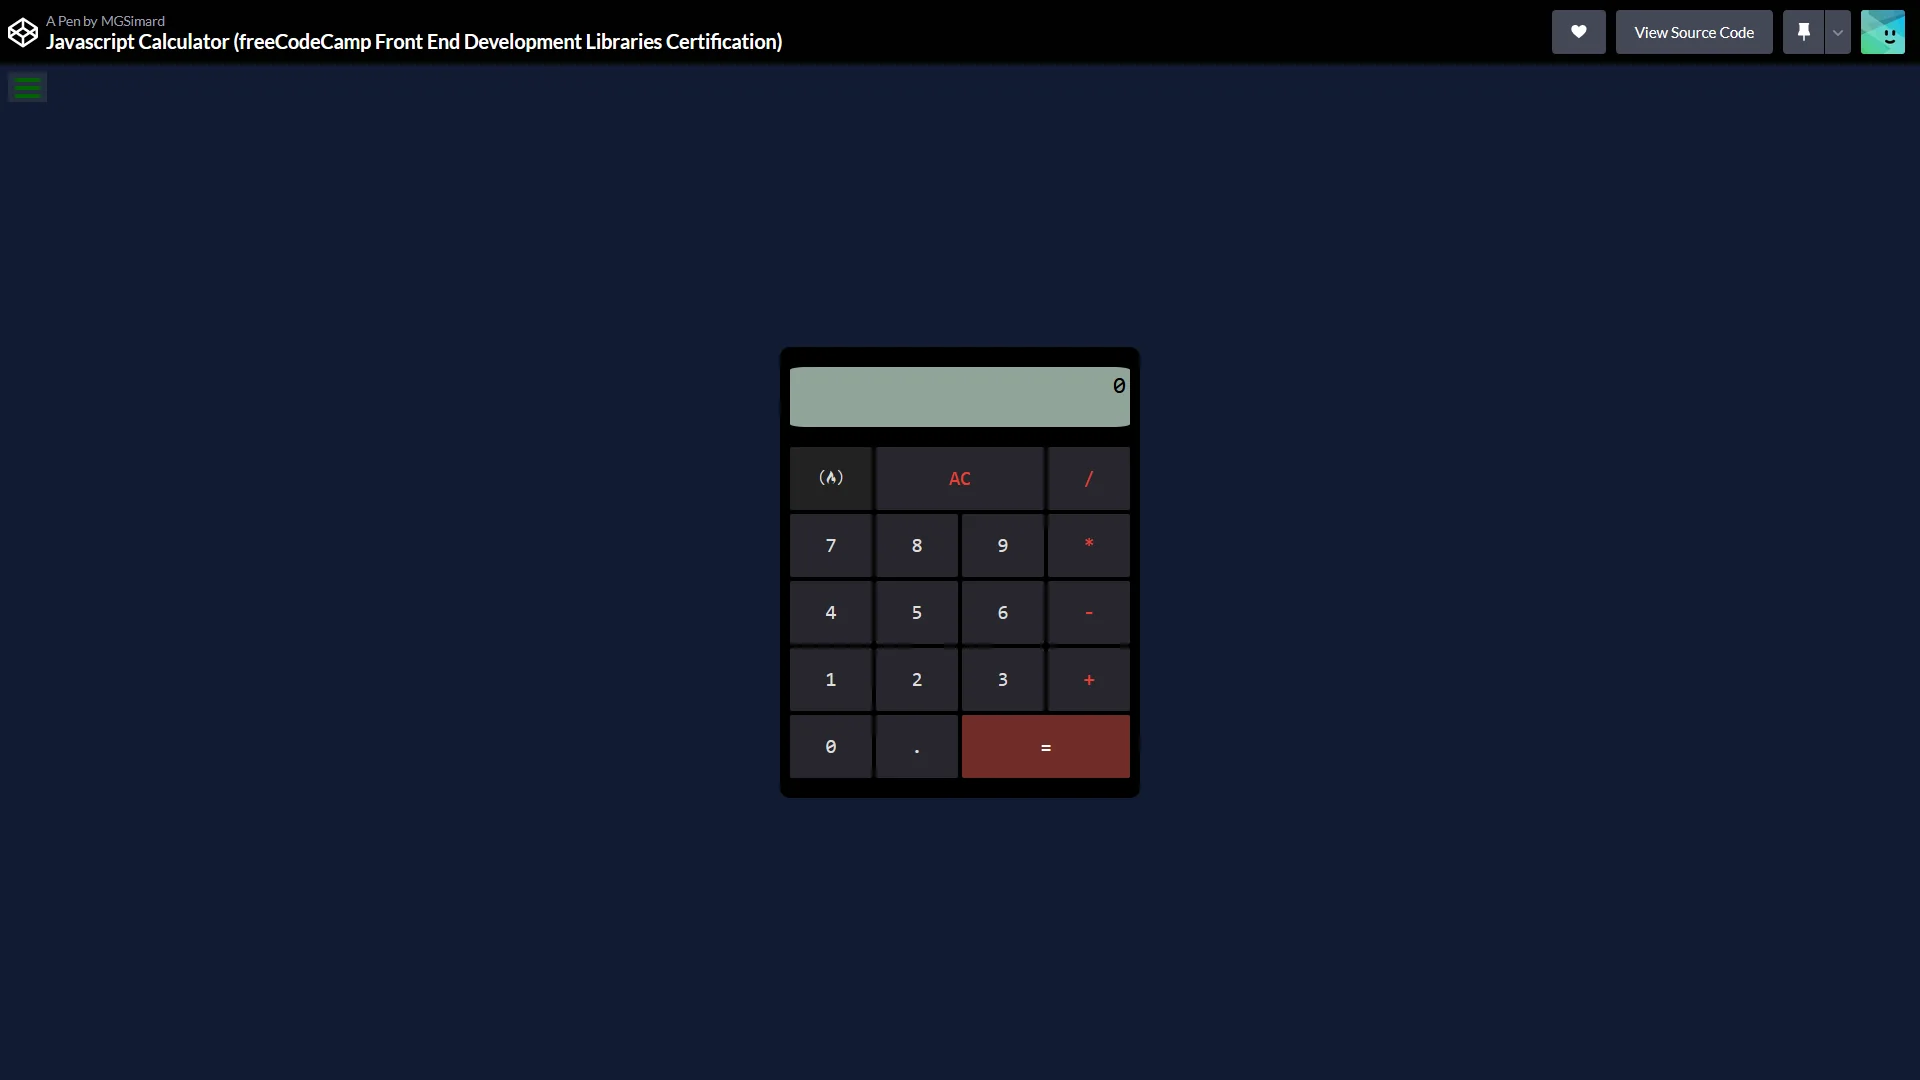 A Pen by MGSimard
Javascript Calculator (freeCodeCamp Front End Development Libraries Certification)
View Source Code
0
AC /
7 8 9 *
4 5 6 -
1 2 3 +
0 . =